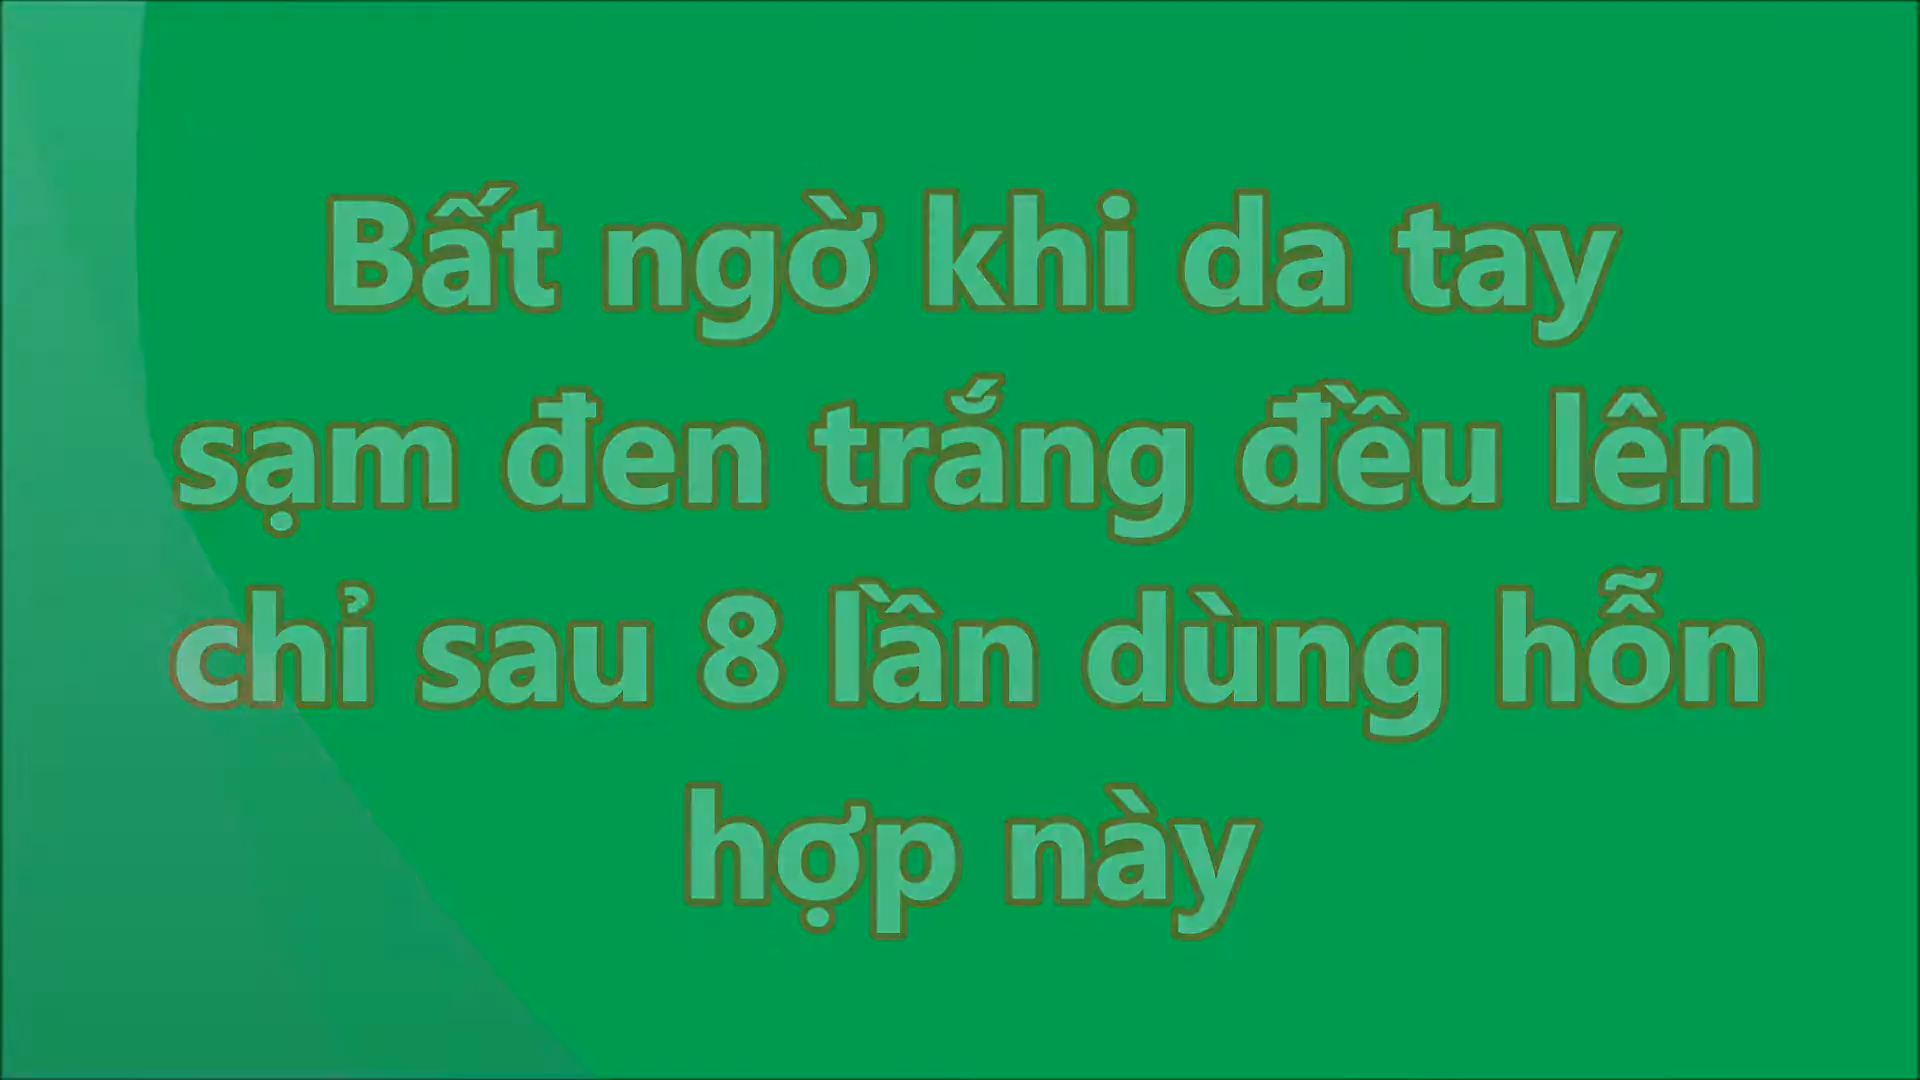 Bất ngờ khi da tay
sạm đen trắng đều lên
chỉ sau 8 lần dùng hỗn
hợp này